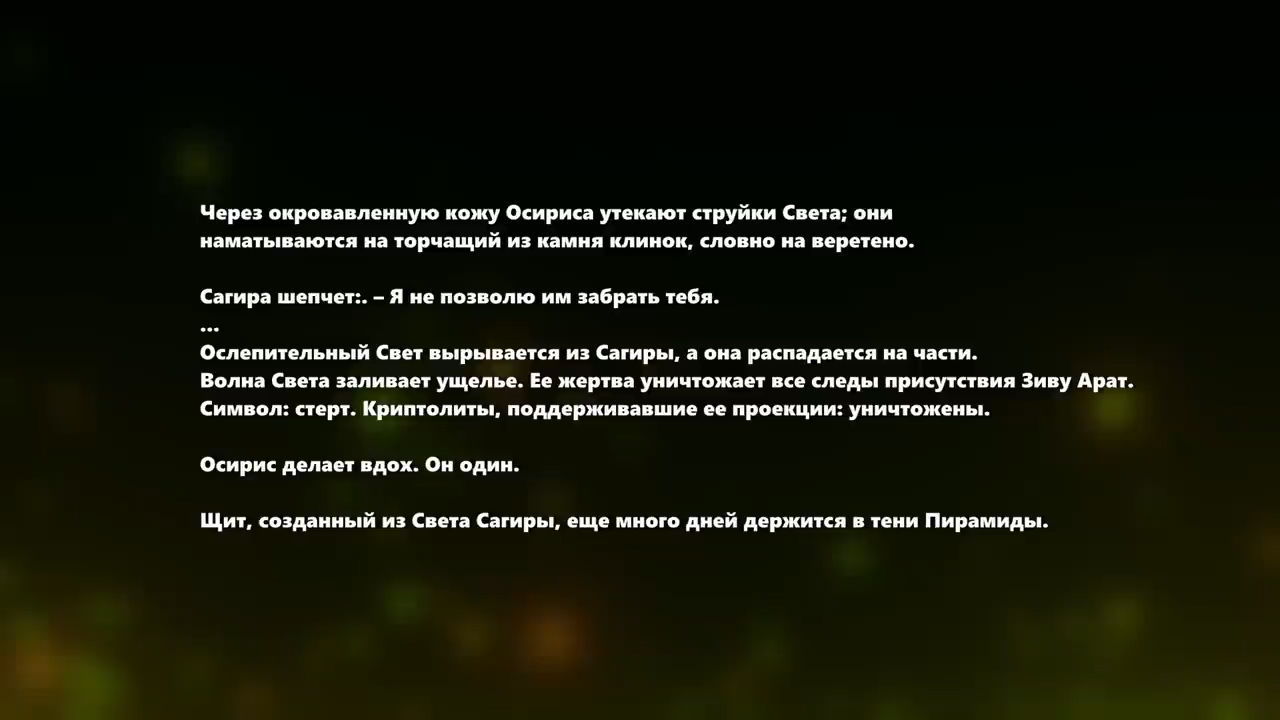 Через окровавленную кожу Осириса утекают струйки Света; они
наматываются на торчащий из камня клинок, словно на веретено.
Сагира шепчет:. – Я не позволю им забрать тебя.
...
Ослепительный Свет вырывается из Сагиры, а она распадается на части.
Волна Света заливает ущелье. Ее жертва уничтожает все следы присутствия Зиву Арат.
Символ: стерт. Криптолиты, поддерживавшие ее проекции: уничтожены.
Осирис делает вдох. Он один.
Щит, созданный из Света Сагиры, еще много дней держится в тени Пирамиды.